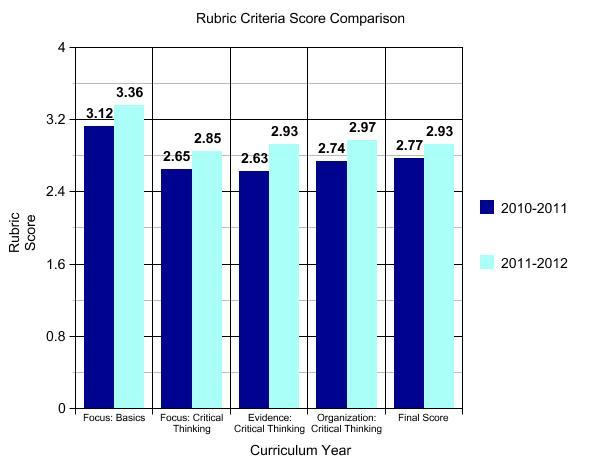 Rubric Criteria Score Comparison
4
3.2
2.4
1.6
0.8
0
Rubric
Score
3.12
3.36
2.65
2.85
2.63
2.93
2.74
2.97
2.77
2.93
2010-2011
2011-2012
Focus: Basics
Focus: Critical
Thinking
Evidence:
Critical Thinking
Organization:
Critical Thinking
Final Score
Curriculum Year